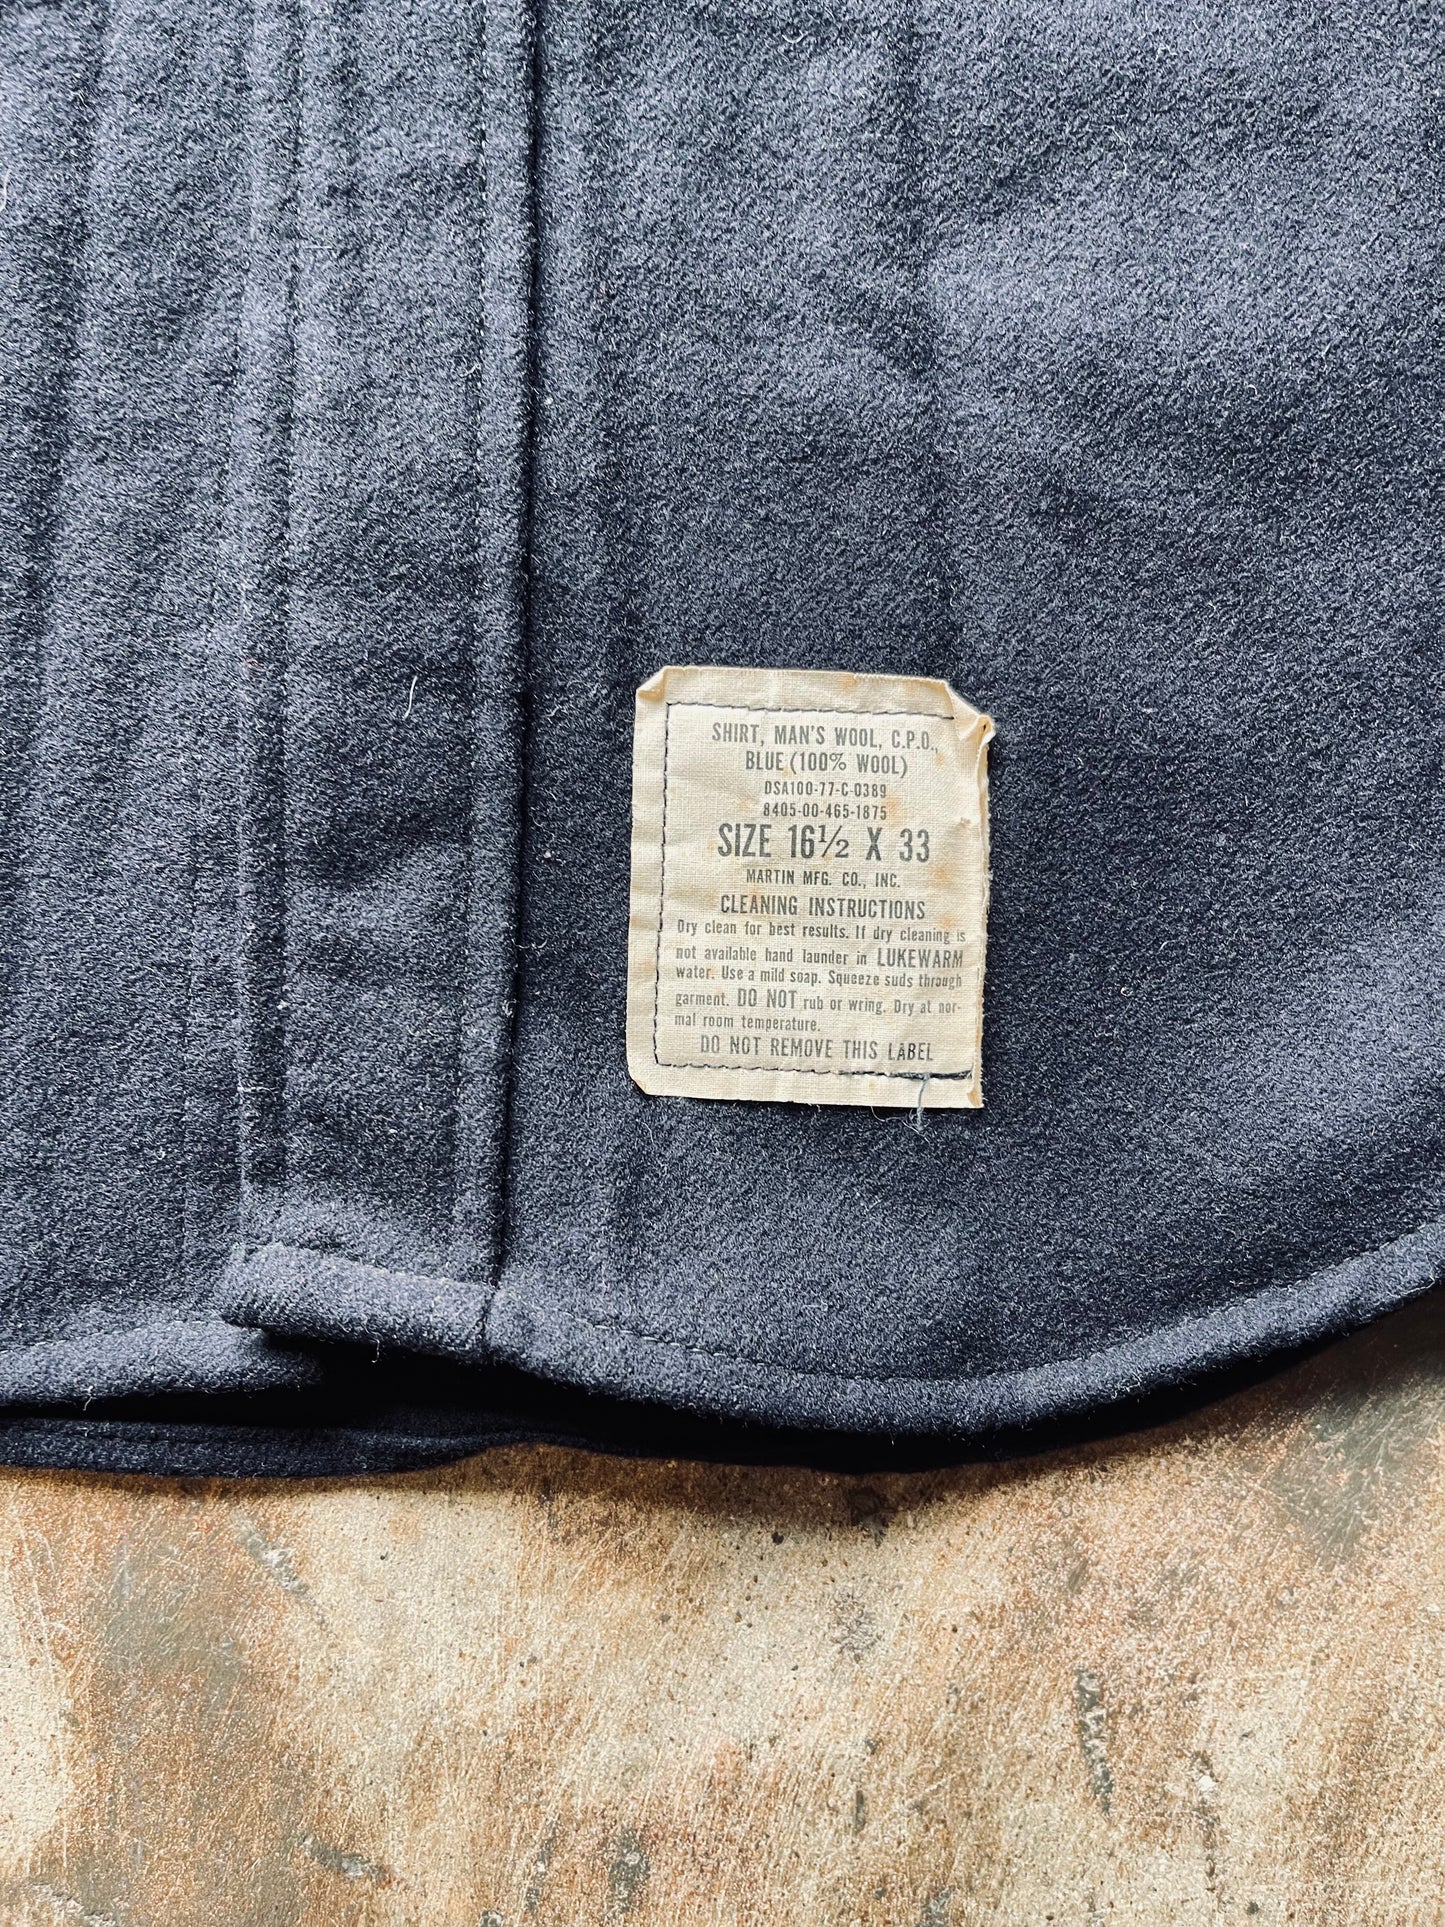 SHIRT, MAN'S WOOL, C.P.O.,
BLUE (100% WOOL)
DSA100-77-C-0389
8405-00-465-1875
SIZE 16½ X 33
MARTIN MFG. CO., INC.
CLEANING INSTRUCTIONS
Dry clean for best results. If dry cleaning is
not available hand launder in LUKEWARM
water. Use a mild soap. Squeeze suds through
garment. DO NOT rub or wring. Dry at nor-
mal room temperature.
DO NOT REMOVE THIS LABEL